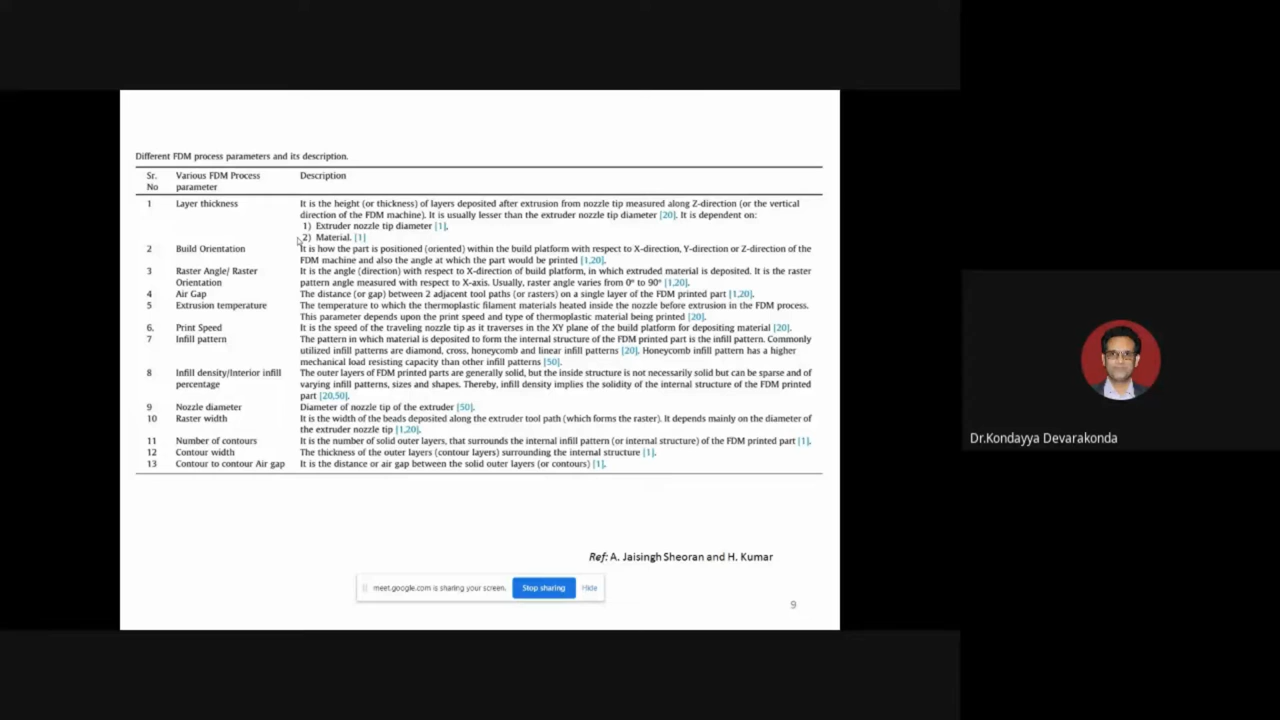 Different FDM process parameters and its description.
Sr. No Various FDM Process parameter Description
1 Layer thickness It is the height (or thickness) of layers deposited after extrusion from nozzle tip measured along Z-direction (or the vertical
direction of the FDM machine). It is usually lesser than the extruder nozzle tip diameter [20]. It is dependent on:
1) Extruder nozzle tip diameter [1],
2) Material. [1]
2 Build Orientation It is how the part is positioned (oriented) within the build platform with respect to X-direction, Y-direction or Z-direction of the
FDM machine and also the angle at which the part would be printed [1,20].
3 Raster Angle/ Raster Orientation It is the angle (direction) with respect to X-direction of build platform, in which extruded material is deposited. It is the raster
pattern angle measured with respect to X-axis. Usually, raster angle varies from 0° to 90° [1,20].
4 Air Gap The distance (or gap) between 2 adjacent tool paths (or rasters) on a single layer of the FDM printed part [1,20].
5 Extrusion temperature The temperature to which the thermoplastic filament materials heated inside the nozzle before extrusion in the FDM process.
This parameter depends upon the print speed and type of thermoplastic material being printed [20].
6. Print Speed It is the speed of the traveling nozzle tip as it traverses in the XY plane of the build platform for depositing material [20].
7 Infill pattern The pattern in which material is deposited to form the internal structure of the FDM printed part is the infill pattern. Commonly
utilized infill patterns are diamond, cross, honeycomb and linear infill patterns [20]. Honeycomb infill pattern has a higher
mechanical load resisting capacity than other infill patterns [50].
8 Infill density/Interior infill percentage The outer layers of FDM printed parts are generally solid, but the inside structure is not necessarily solid but can be sparse and of
varying infill patterns, sizes and shapes. Thereby, infill density implies the solidity of the internal structure of the FDM printed
part [20,50].
9 Nozzle diameter Diameter of nozzle tip of the extruder [50].
10 Raster width It is the width of the beads deposited along the extruder tool path (which forms the raster). It depends mainly on the diameter of
the extruder nozzle tip [1,20].
11 Number of contours It is the number of solid outer layers, that surrounds the internal infill pattern (or internal structure) of the FDM printed part [1].
12 Contour width The thickness of the outer layers (contour layers) surrounding the internal structure [1].
13 Contour to contour Air gap It is the distance or air gap between the solid outer layers (or contours) [1].
Ref: A. Jaisingh Sheoran and H. Kumar
meet.google.com is sharing your screen. Stop sharing Hide
9
Dr.Kondayya Devarakonda